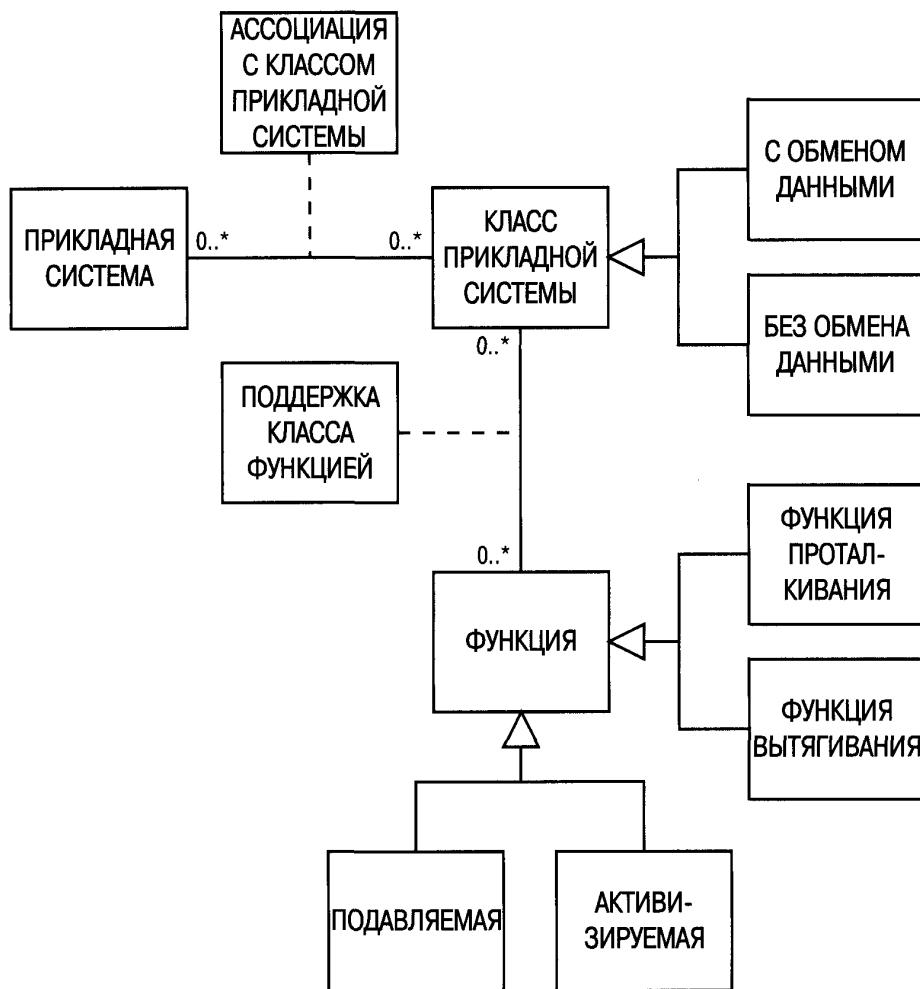 АССОЦИАЦИЯ
С КЛАССОМ
ПРИКЛАДНОЙ
СИСТЕМЫ
С ОБМЕНОМ
ДАННЫМИ
ПРИКЛАДНАЯ
СИСТЕМА
0..*
0..*
КЛАСС
ПРИКЛАДНОЙ
СИСТЕМЫ
БЕЗ ОБМЕНА
ДАННЫМИ
0..*
ПОДДЕРЖКА
КЛАССА
ФУНКЦИЕЙ
0..*
ФУНКЦИЯ
ПРОТАЛ-
КИВАНИЯ
ФУНКЦИЯ
ФУНКЦИЯ
ВЫТЯГИВАНИЯ
ПОДАВЛЯЕМАЯ
АКТИВИ-
ЗИРУЕМАЯ